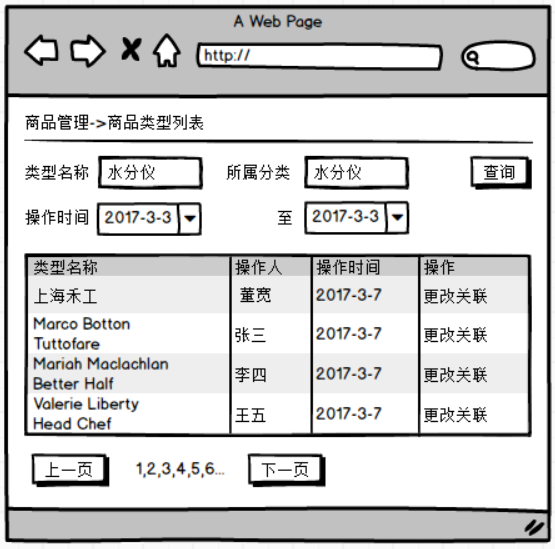 A Web Page
http://
商品管理->商品类型列表
类型名称 水分仪 所属分类 水分仪 查询
操作时间 2017-3-3 至 2017-3-3
类型名称 操作人 操作时间 操作
上海禾工 董宽 2017-3-7 更改关联
Marco Botton
Tuttofare 张三 2017-3-7 更改关联
Mariah Maclachlan
Better Half 李四 2017-3-7 更改关联
Valerie Liberty
Head Chef 王五 2017-3-7 更改关联
上一页 1,2,3,4,5,6... 下一页